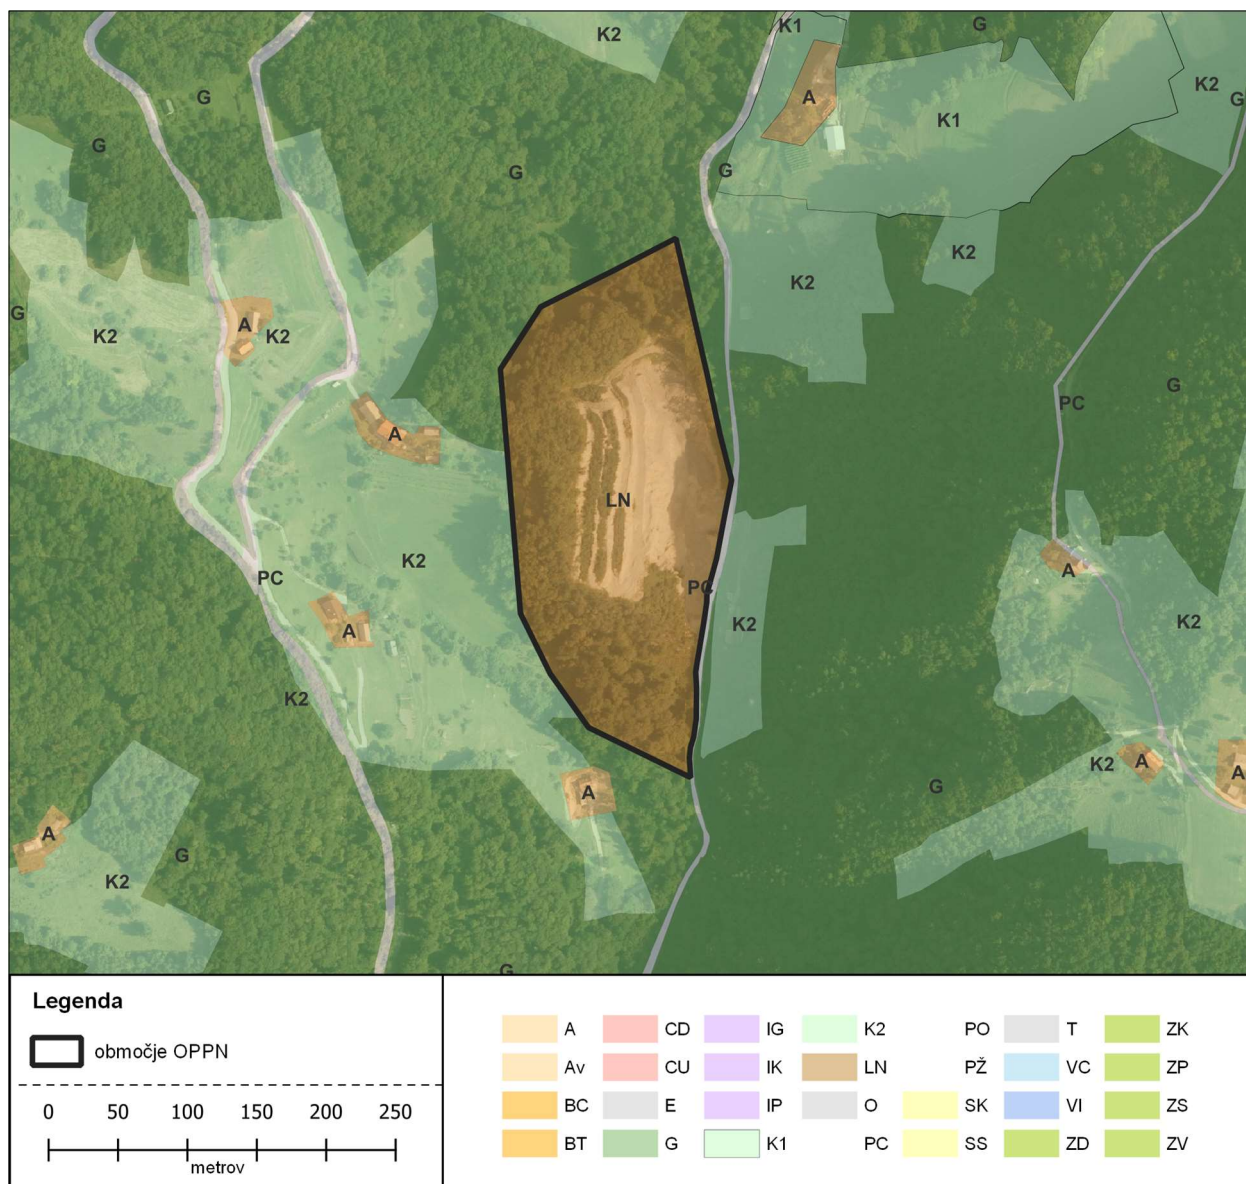 K2
K1
G
A
K2
G
G
K1
G
G
G
K2
K2
G
A
K2
K2
G
PC
A
LN
K2
PC
A
PC
K2
A
K2
K2
A
A
K2
A
G
A
G
K2
G
Legenda
območje OPPN
0 50 100 150 200 250
metrov
A CD IG K2 PO T ZK
Av CU IK LN PŽ VC ZP
BC E IP O SK VI ZS
BT G K1 PC SS ZD ZV